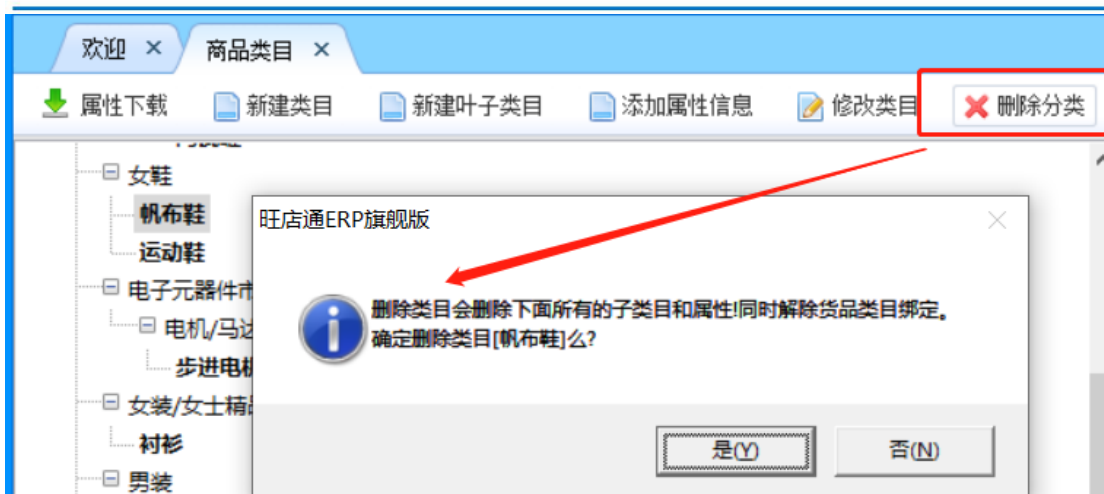 欢迎 ×
商品类目 ×
属性下载 新建类目 新建叶子类目 添加属性信息 修改类目 删除分类
女鞋
帆布鞋
旺店通ERP旗舰版
运动鞋
电子元器件市
删除类目会删除下面所有的子类目和属性!同时解除货品类目绑定。
电机/马达
确定删除类目[帆布鞋]么?
步进电机
女装/女士精品
衬衫
是(Y) 否(N)
男装